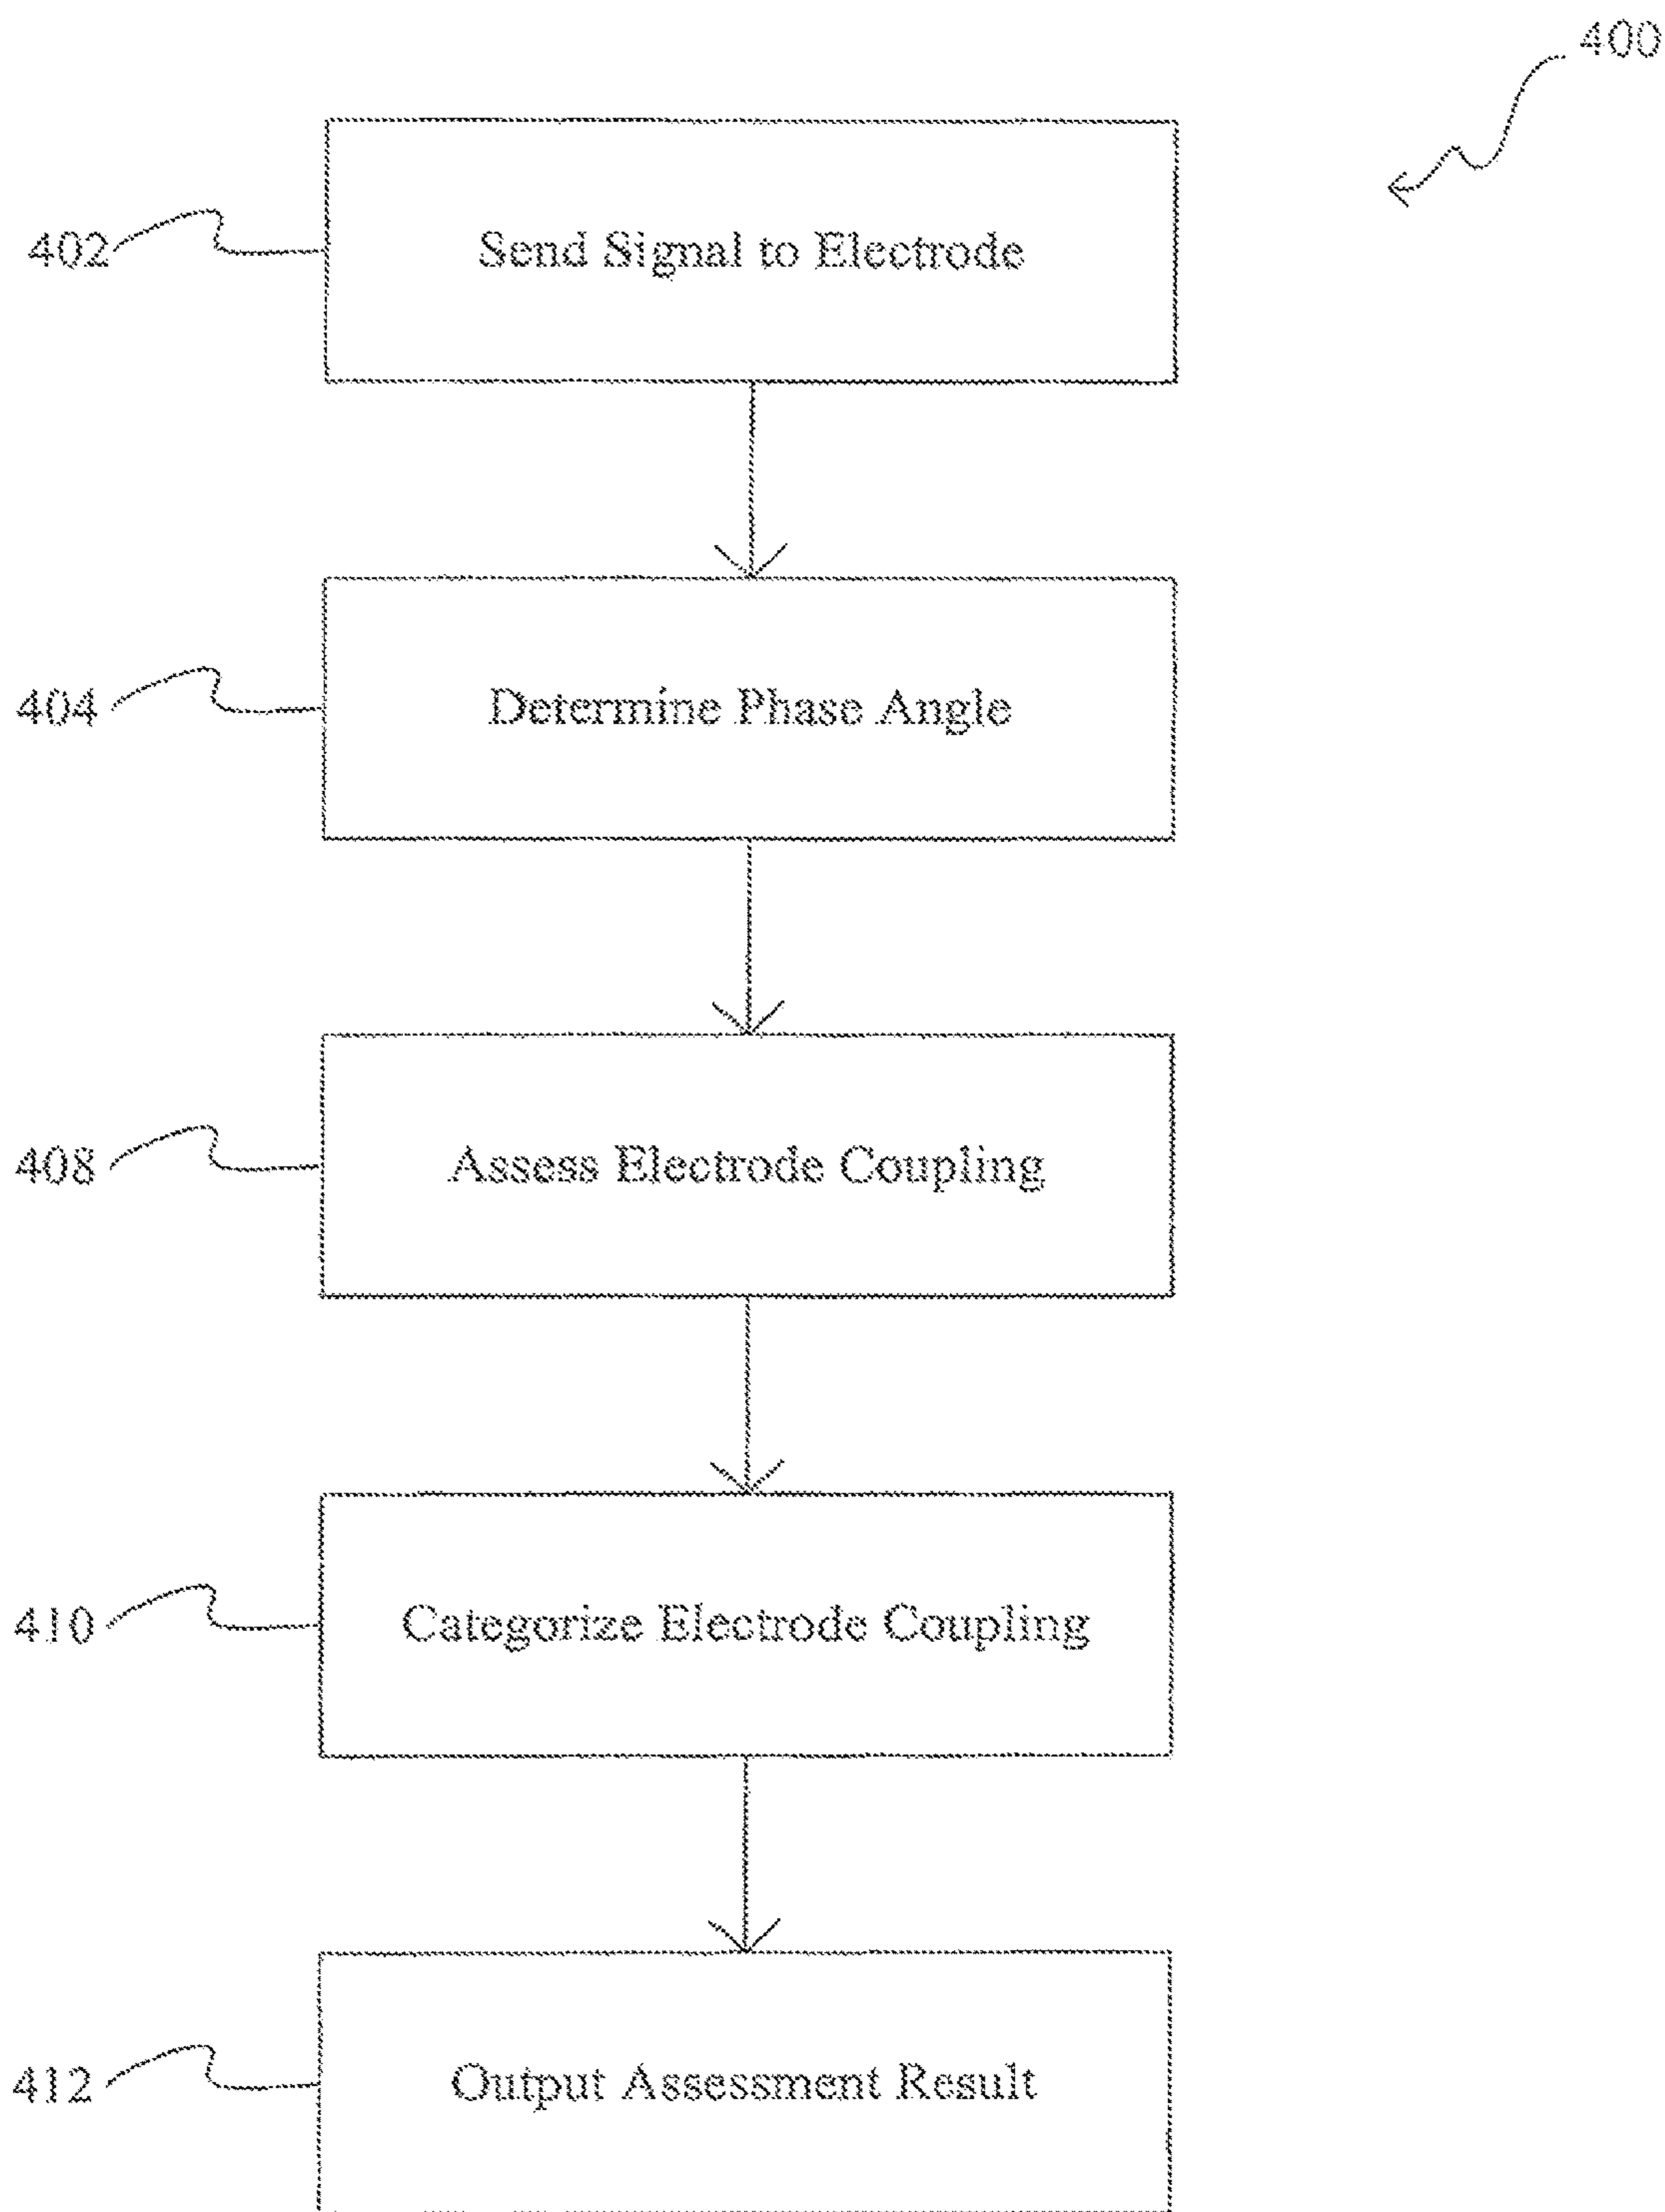 400
402
Send Signal to Electrode
404
Determine Phase Angle
408
Assess Electrode Coupling
410
Categorize Electrode Coupling
412
Output Assessment Result